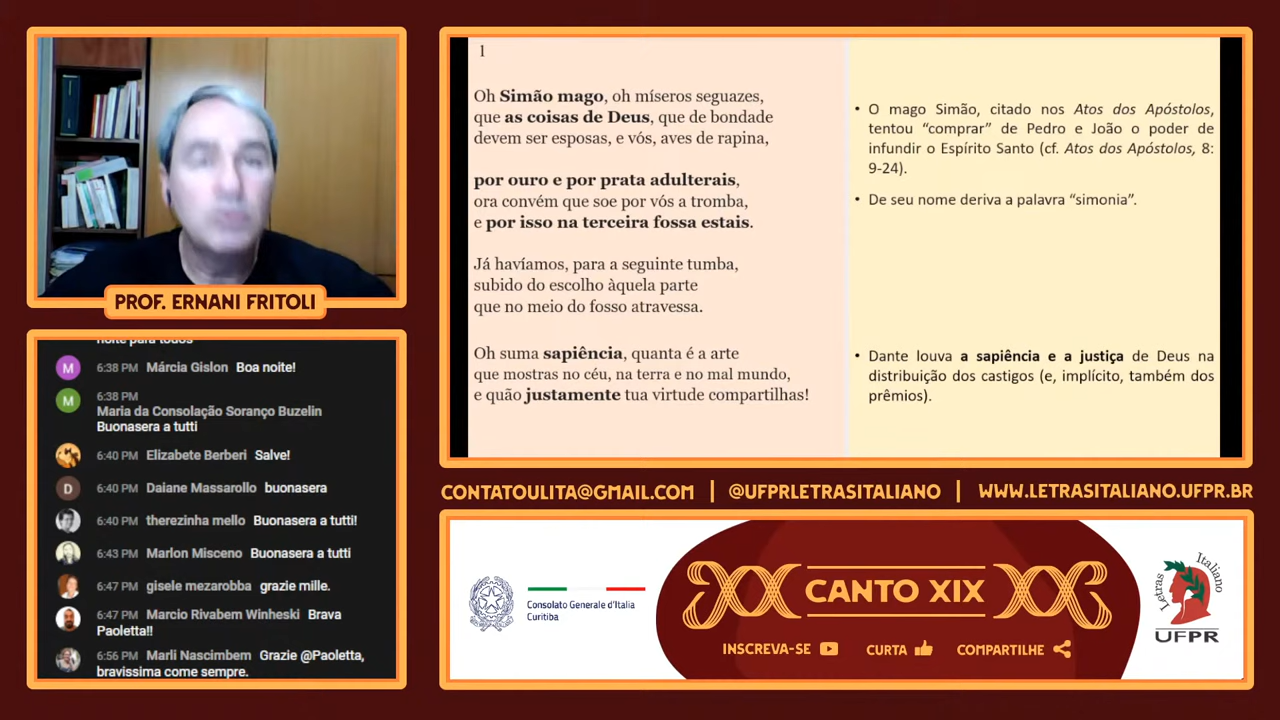 PROF. ERNANI FRITOLI
noite para todos
M 6:38 PM Márcia Gislon Boa noite!
M 6:38 PM
Maria da Consolação Soranço Buzelin
Buonasera a tutti
6:40 PM Elizabete Berberi Salve!
D 6:40 PM Daiane Massarollo buonasera
6:40 PM therezinha mello Buonasera a tutti!
6:43 PM Marlon Misceno Buonasera a tutti
6:47 PM gisele mezarobba grazie mille.
6:47 PM Marcio Rivabem Winheski Brava
Paoletta!!
6:56 PM Marli Nascimbem Grazie @Paoletta,
bravissima come sempre.
1
Oh Simão mago, oh míseros seguazes,
que as coisas de Deus, que de bondade
devem ser esposas, e vós, aves de rapina,
por ouro e por prata adulterais,
ora convém que soe por vós a tromba,
e por isso na terceira fossa estais.
Já havíamos, para a seguinte tumba,
subido do escolho àquela parte
que no meio do fosso atravessa.
Oh suma sapiência, quanta é a arte
que mostras no céu, na terra e no mal mundo,
e quão justamente tua virtude compartilhas!
• O mago Simão, citado nos Atos dos Apóstolos,
tentou “comprar” de Pedro e João o poder de
infundir o Espírito Santo (cf. Atos dos Apóstolos, 8:
9-24).
• De seu nome deriva a palavra “simonia”.
• Dante louva a sapiência e a justiça de Deus na
distribuição dos castigos (e, implícito, também dos
prêmios).
CONTATOULITA@GMAIL.COM | @UFPRLETRASITALIANO | WWW.LETRASITALIANO.UFPR.BR
Consolato Generale d'Italia
Curitiba
CANTO XIX
INSCREVA-SE CURTA COMPARTILHE
Letras Italiano
UFPR